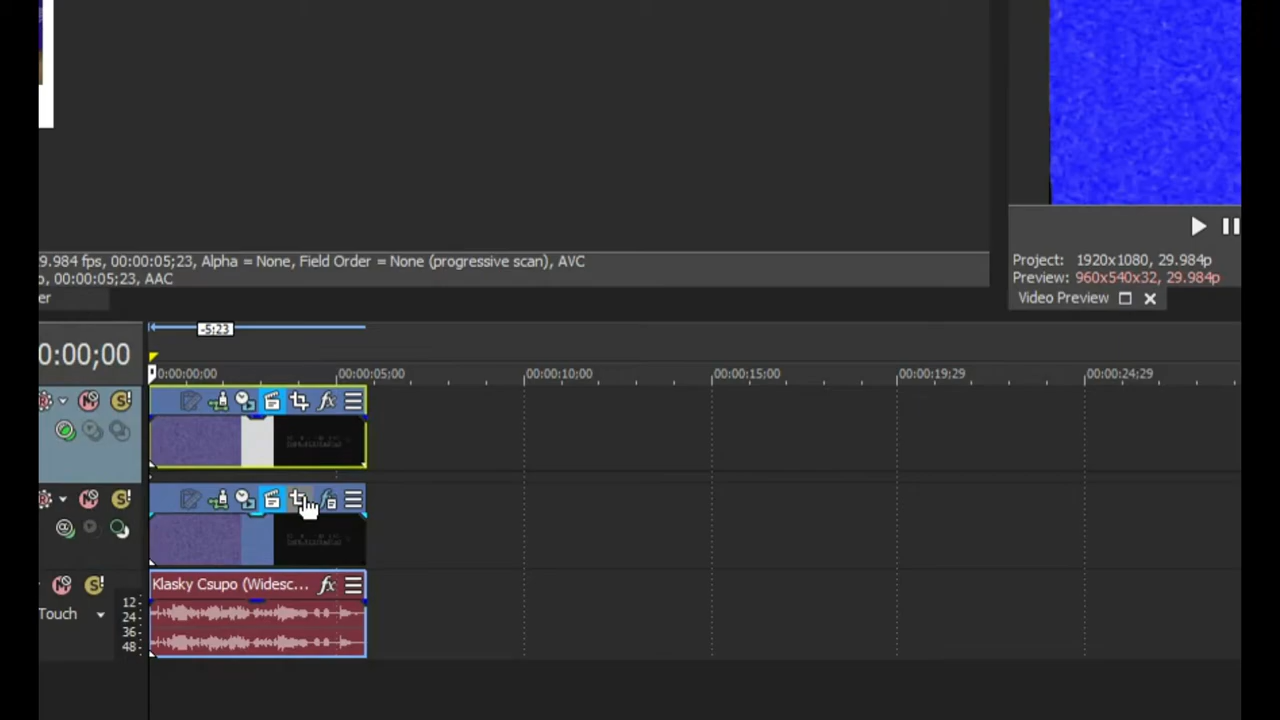 9.984 fps, 00:00:05;23, Alpha = None, Field Order = None (progressive scan), AVC
o, 00:00:05;23, AAC
er
Project: 1920x1080, 29.984p
Preview: 960x540x32, 29.984p
Video Preview
-5:23
0:00:00;00
0:00:00;00
00:00:05;00
00:00:10;00
00:00:15;00
00:00:19;29
00:00:24;29
Klasky Csupo (Widesc...
Touch
12
24
36
48